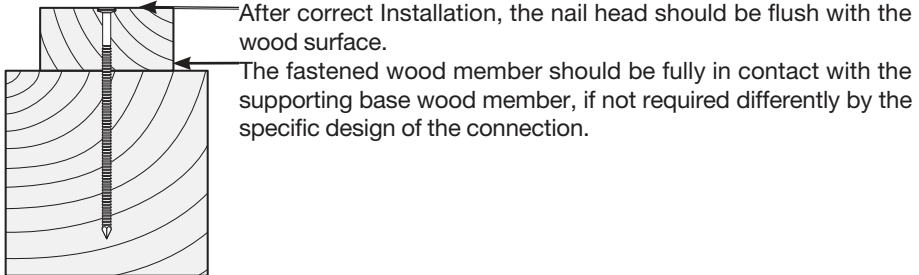 After correct Installation, the nail head should be flush with the
wood surface.
The fastened wood member should be fully in contact with the
supporting base wood member, if not required differently by the
specific design of the connection.